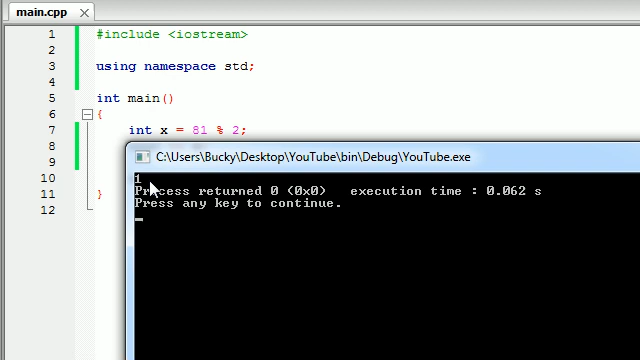 main.cpp
1 #include <iostream>
2
3 using namespace std;
4
5 int main()
6 {
7 int x = 81 % 2;
8
C:\Users\Bucky\Desktop\YouTube\bin\Debug\YouTube.exe
9
1
10
Process returned 0 (0x0) execution time : 0.062 s
11 }
Press any key to continue.
12